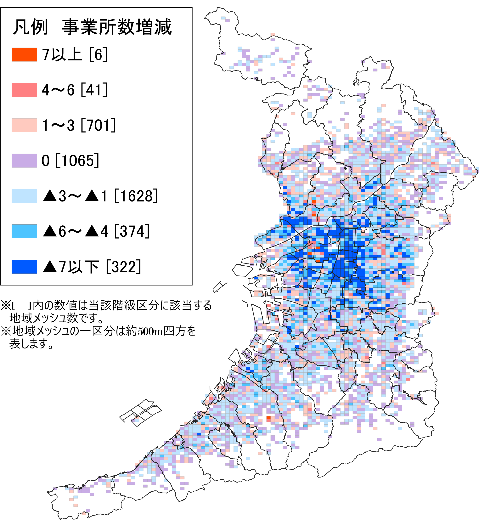 凡例　事業所数増減
7以上 [6]
4～6 [41]
1～3 [701]
0 [1065]
▲3～▲1 [1628]
▲6～▲4 [374]
▲7以下 [322]
※[　]内の数値は当該階級区分に該当する
地域メッシュ数です。
※地域メッシュの一区分は約500m四方を
表します。